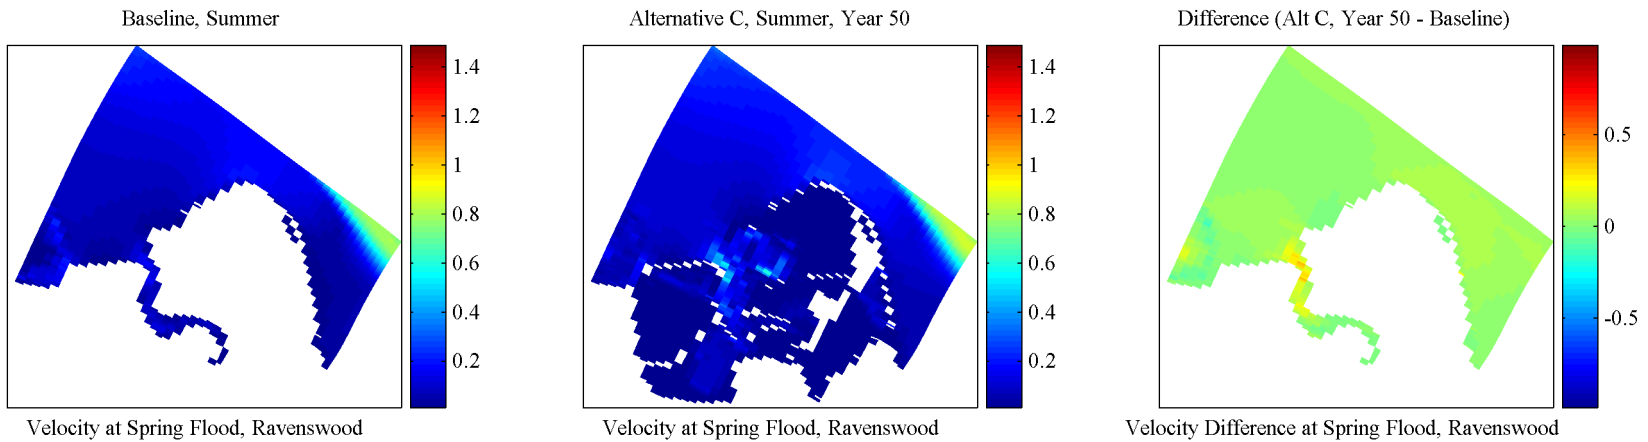 Baseline, Summer
1.4
1.2
1
0.8
0.6
0.4
0.2
Velocity at Spring Flood, Ravenswood
Alternative C, Summer, Year 50
1.4
1.2
1
0.8
0.6
0.4
0.2
Velocity at Spring Flood, Ravenswood
Difference (Alt C, Year 50 - Baseline)
0.5
0
-0.5
Velocity Difference at Spring Flood, Ravenswood